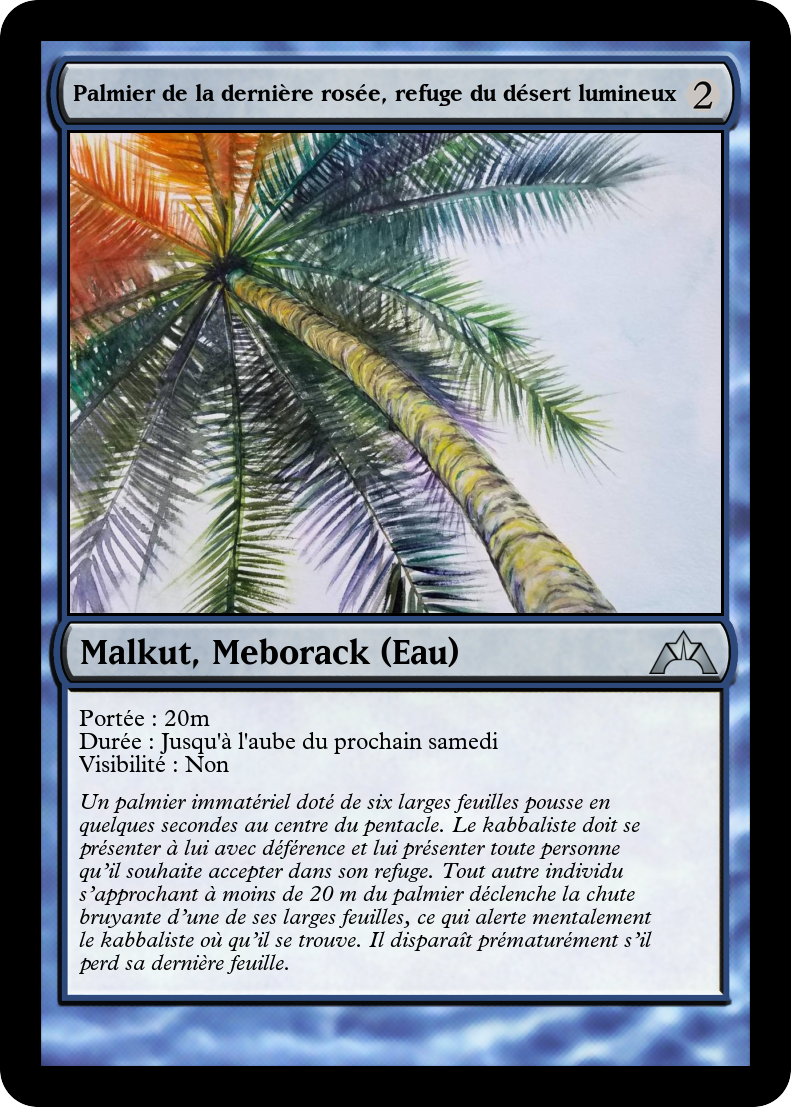 Palmier de la dernière rosée, refuge du désert lumineux 2
Malkut, Meborack (Eau)
Portée : 20m
Durée : Jusqu'à l'aube du prochain samedi
Visibilité : Non
Un palmier immatériel doté de six larges feuilles pousse en
quelques secondes au centre du pentacle. Le kabbaliste doit se
présenter à lui avec déférence et lui présenter toute personne
qu’il souhaite accepter dans son refuge. Tout autre individu
s’approchant à moins de 20 m du palmier déclenche la chute
bruyante d’une de ses larges feuilles, ce qui alerte mentalement
le kabbaliste où qu’il se trouve. Il disparaît prématurément s’il
perd sa dernière feuille.